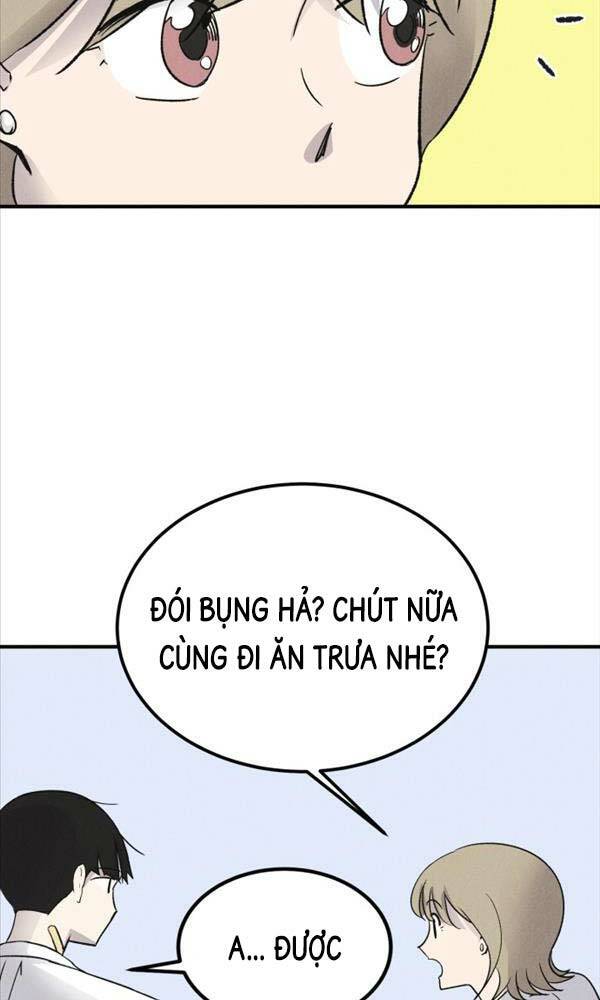 ĐÓI BỤNG HẢ? CHÚT NỮA
CÙNG ĐI ĂN TRƯA NHÉ?
A... ĐƯỢC